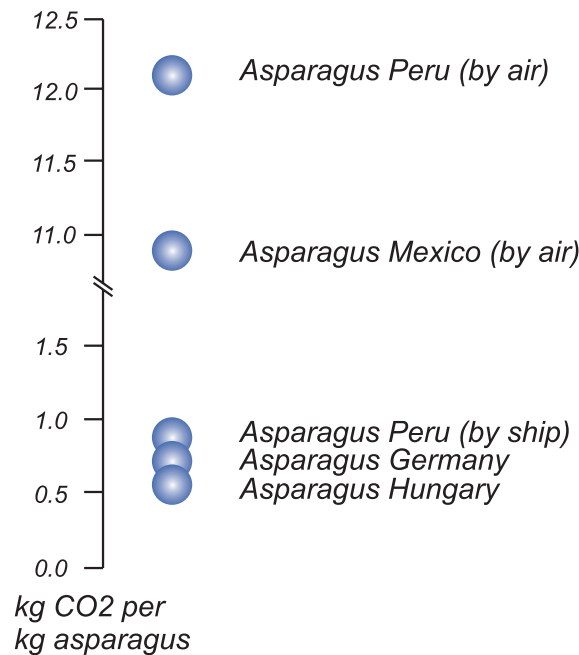 12.5
Asparagus Peru (by air)
12.0
11.5
11.0
Asparagus Mexico (by air)
1.5
1.0
Asparagus Peru (by ship)
Asparagus Germany
0.5
Asparagus Hungary
0.0
kg CO2 per
kg asparagus